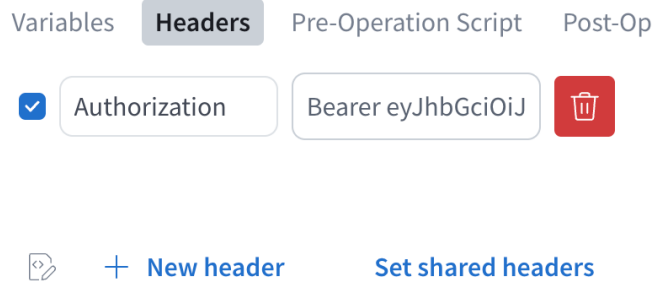 Variables Headers Pre-Operation Script Post-Op
Authorization Bearer eyJhbGciOiJ
New header Set shared headers